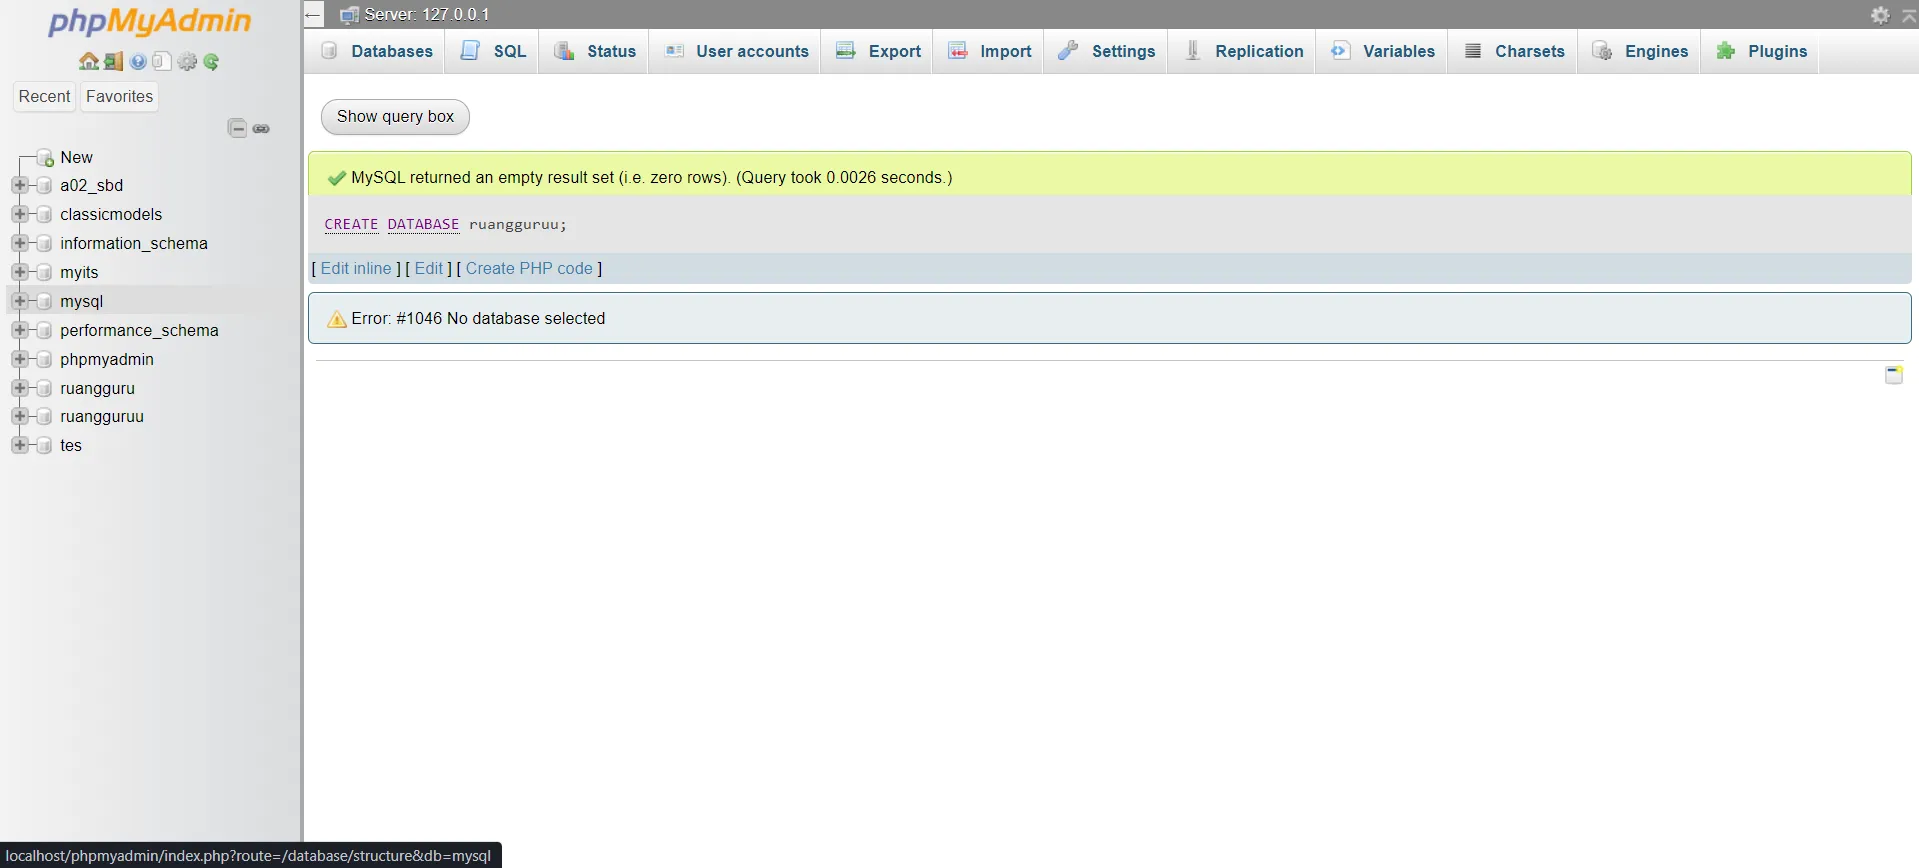 phpMyAdmin
Recent Favorites
New
a02_sbd
classicmodels
information_schema
myits
mysql
performance_schema
phpmyadmin
ruangguru
ruangguruu
tes
Server: 127.0.0.1
Databases SQL Status User accounts Export Import Settings Replication Variables Charsets Engines Plugins
Show query box
MySQL returned an empty result set (i.e. zero rows). (Query took 0.0026 seconds.)
CREATE DATABASE ruangguruu;
[ Edit inline ] [ Edit ] [ Create PHP code ]
Error: #1046 No database selected
localhost/phpmyadmin/index.php?route=/database/structure&db=mysql